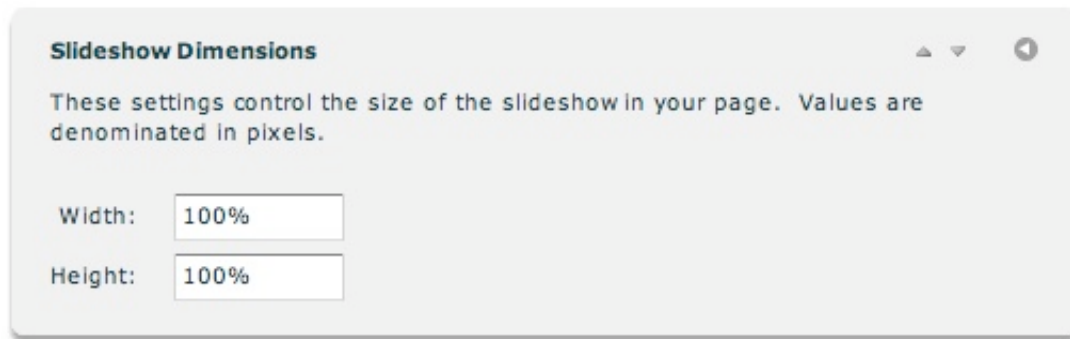 Slideshow Dimensions
These settings control the size of the slideshow in your page.  Values are
denominated in pixels.
Width: 100%
Height: 100%